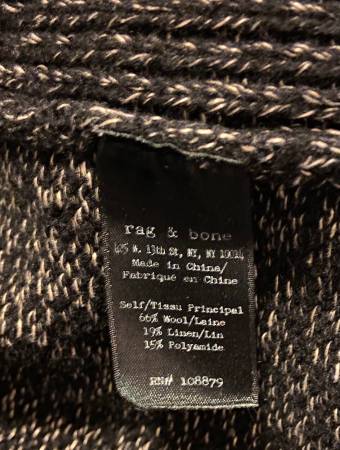 rag & bone
425 W. 13th St, NY, NY 10014
Made in China/
Fabriqué en Chine
Self/Tissu Principal
66% Wool/Laine
19% Linen/Lin
15% Polyamide
RN# 108879